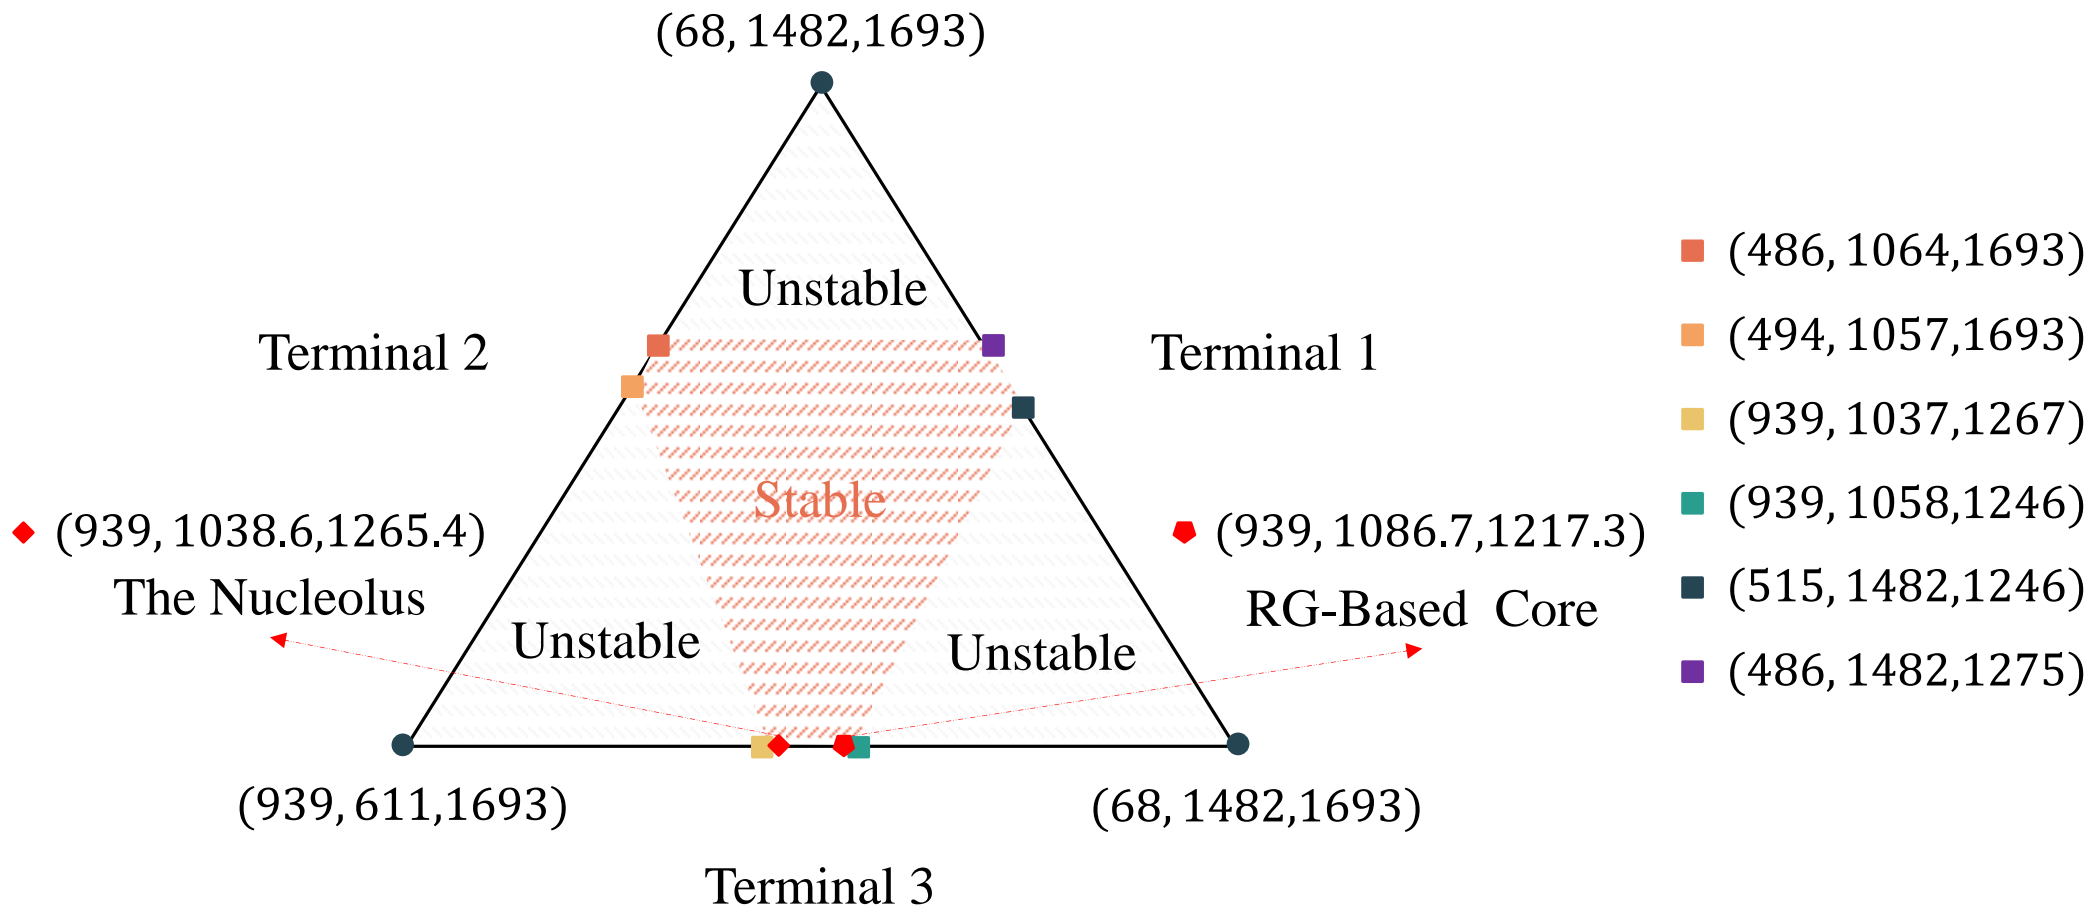 (68, 1482,1693)
Unstable
Terminal 2
Terminal 1
Stable
(939, 1038.6,1265.4)
The Nucleolus
(939, 1086.7,1217.3)
RG-Based Core
Unstable
Unstable
(939, 611,1693)
(68, 1482,1693)
Terminal 3
(486, 1064,1693)
(494, 1057,1693)
(939, 1037,1267)
(939, 1058,1246)
(515, 1482,1246)
(486, 1482,1275)